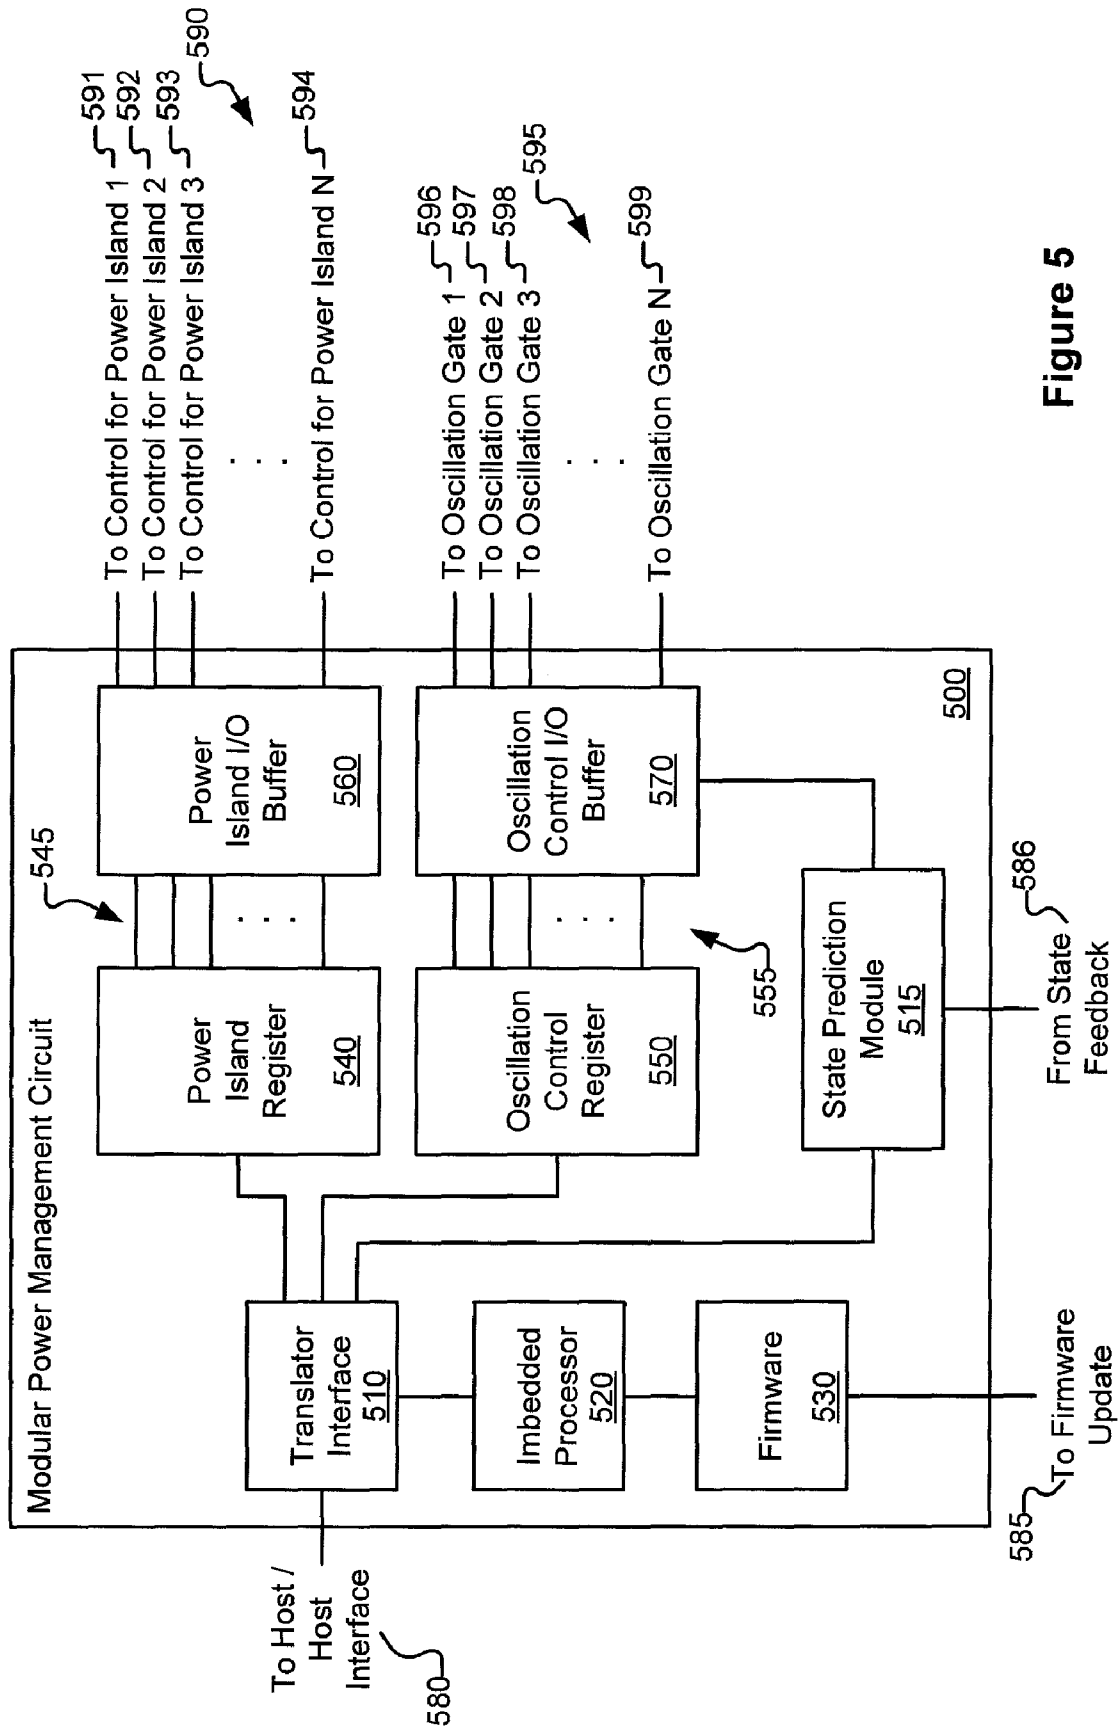 Modular Power Management Circuit
To Host /
Host
Interface
580
Translator
Interface
510
Imbedded
Processor
520
Firmware
530
585
To Firmware
Update
Power
Island
Register
540
545
Power
Island I/O
Buffer
560
Oscillation
Control
Register
550
555
Oscillation
Control I/O
Buffer
570
State Prediction
Module
515
586
From State
Feedback
500
To Control for Power Island 1 591
To Control for Power Island 2 592
To Control for Power Island 3 593
590
. . .
To Control for Power Island N 594
To Oscillation Gate 1 596
To Oscillation Gate 2 597
To Oscillation Gate 3 598
595
. . .
To Oscillation Gate N 599
Figure 5